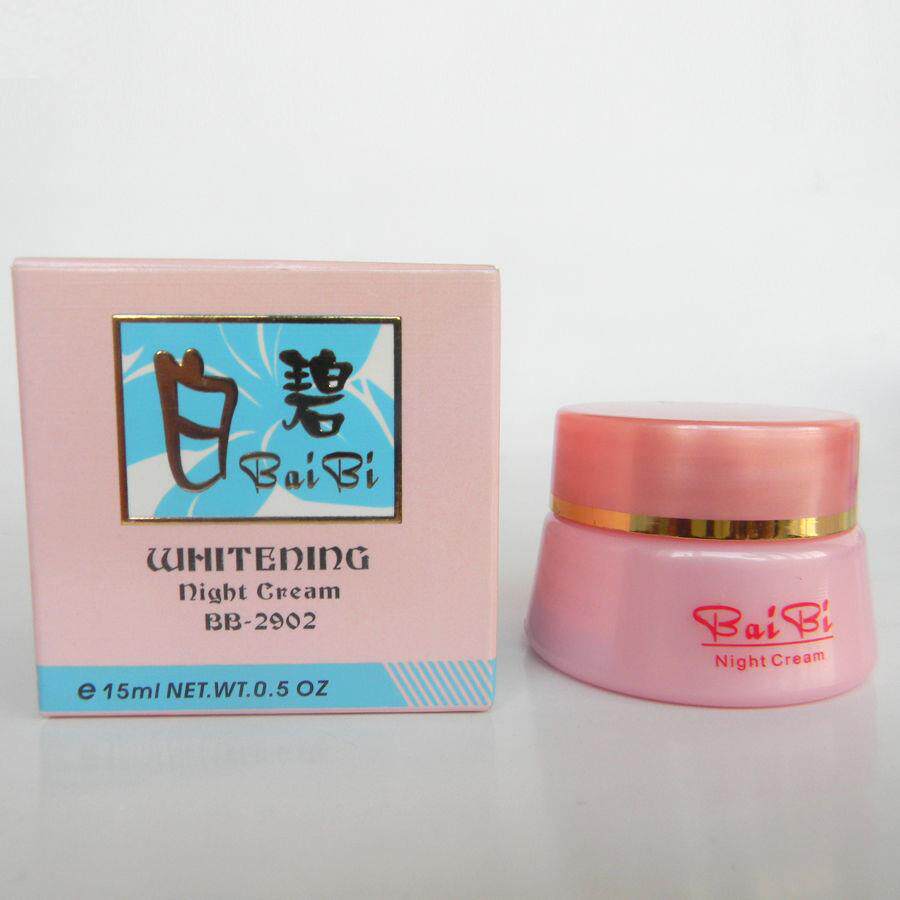 白碧
BaiBi
WHITENING
Night Cream
BB-2902
e 15ml NET.WT.0.5 OZ
BaiBi
Night Cream